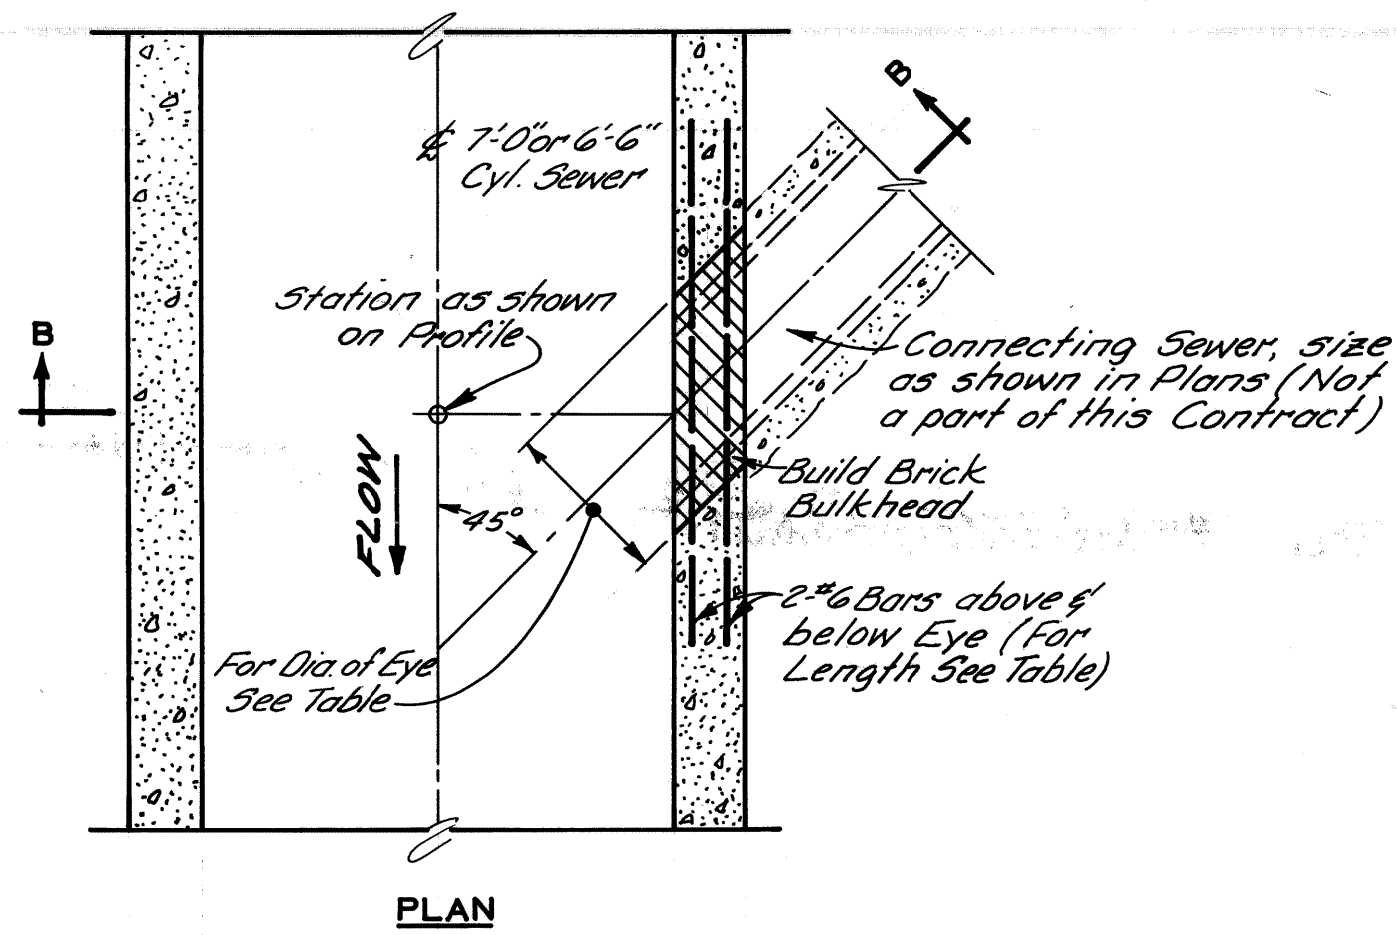 B
℄ 7'-0" or 6'-6"
Cyl. Sewer
Station as shown
on Profile
B
Connecting Sewer, size
as shown in Plans (Not
a part of this Contract)
FLOW
45°
Build Brick
Bulkhead
2-#6 Bars above &
below Eye (For
Length See Table)
For Dia. of Eye
See Table
PLAN